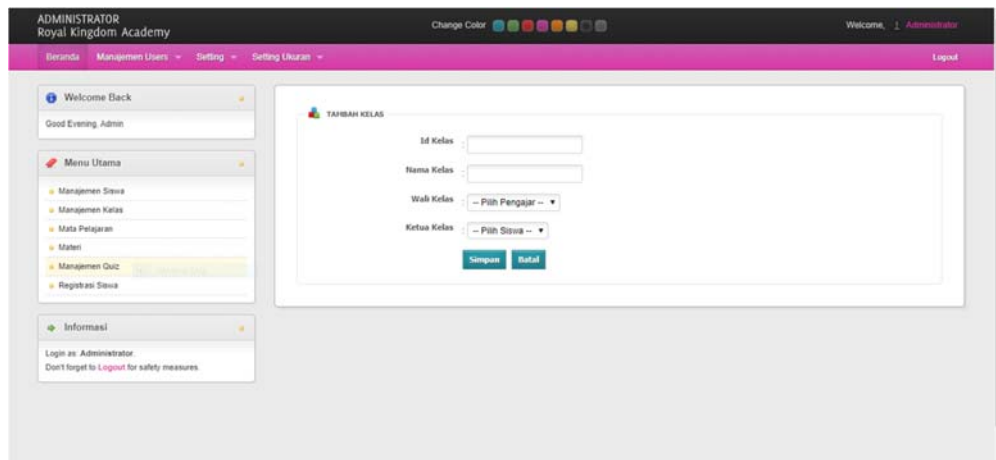 ADMINISTRATOR
Royal Kingdom Academy
Change Color
Welcome, Administrator
Beranda Manajemen Users Setting Setting Ukuran Logout
Welcome Back
Good Evening, Admin
Menu Utama
Manajemen Siswa
Manajemen Kelas
Mata Pelajaran
Materi
Manajemen Quiz
Registrasi Siswa
Informasi
Login as: Administrator.
Don't forget to Logout for safety measures
TAMBAH KELAS
Id Kelas :
Nama Kelas :
Wali Kelas : -- Pilih Pengajar --
Ketua Kelas : -- Pilih Siswa --
Simpan Batal